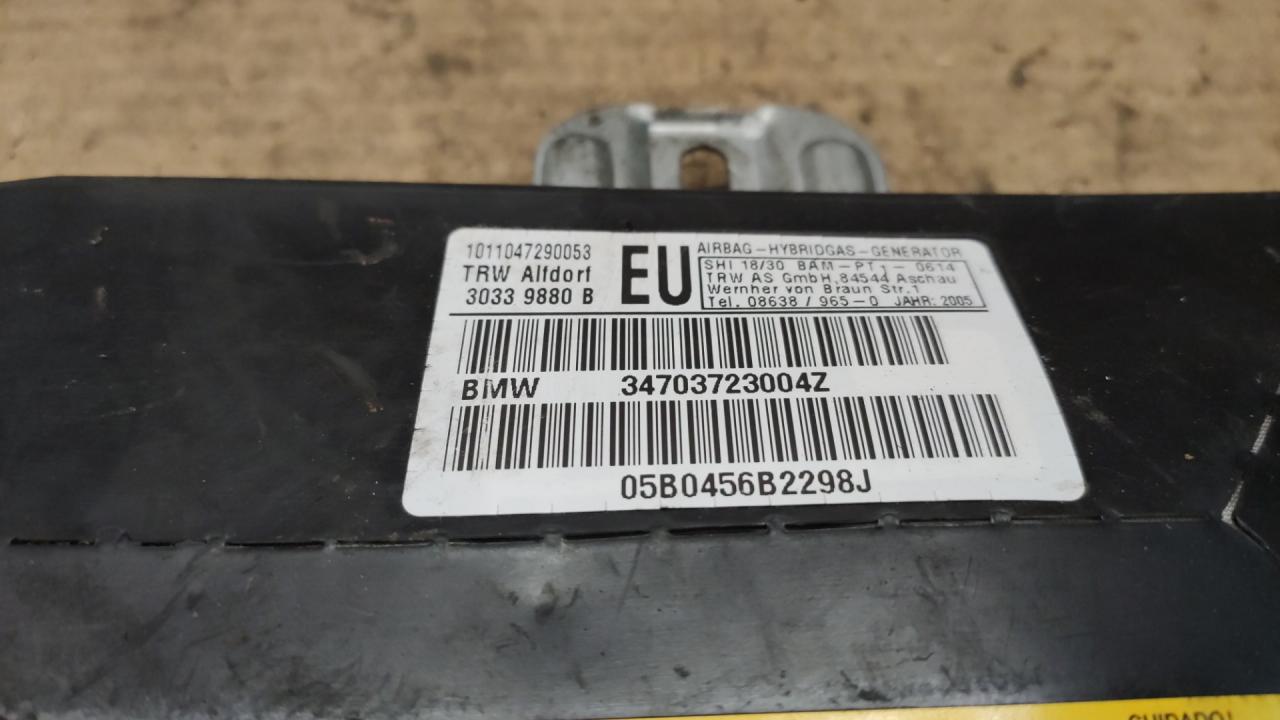 1011047290053
TRW Alfdorf
3033 9880 B
EU
AIRBAG-HYBRIDGAS-GENERATOR
SHI 18/30 BAM-PT1-0614
TRW AS GmbH,84544 Aschau
Wernher von Braun Str.1
Tel. 08638 / 965-0 JAHR: 2005
BMW 34703723004Z
05B0456B2298J